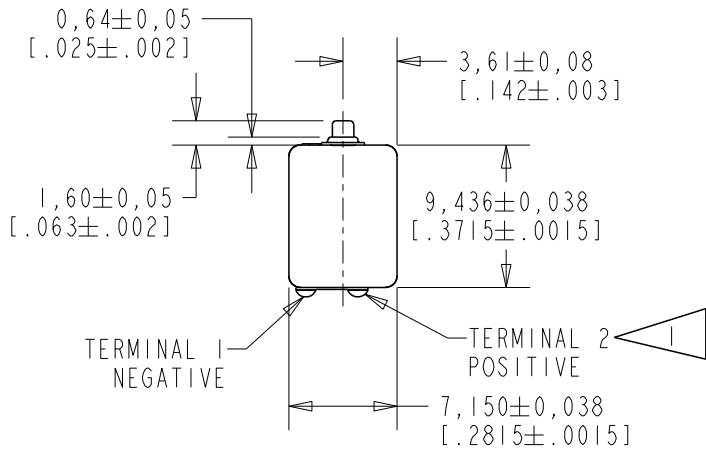 0,64±0,05
[.025±.002]
3,61±0,08
[.142±.003]
1,60±0,05
[.063±.002]
9,436±0,038
[.3715±.0015]
TERMINAL 1
NEGATIVE
TERMINAL 2
POSITIVE
1
7,150±0,038
[.2815±.0015]